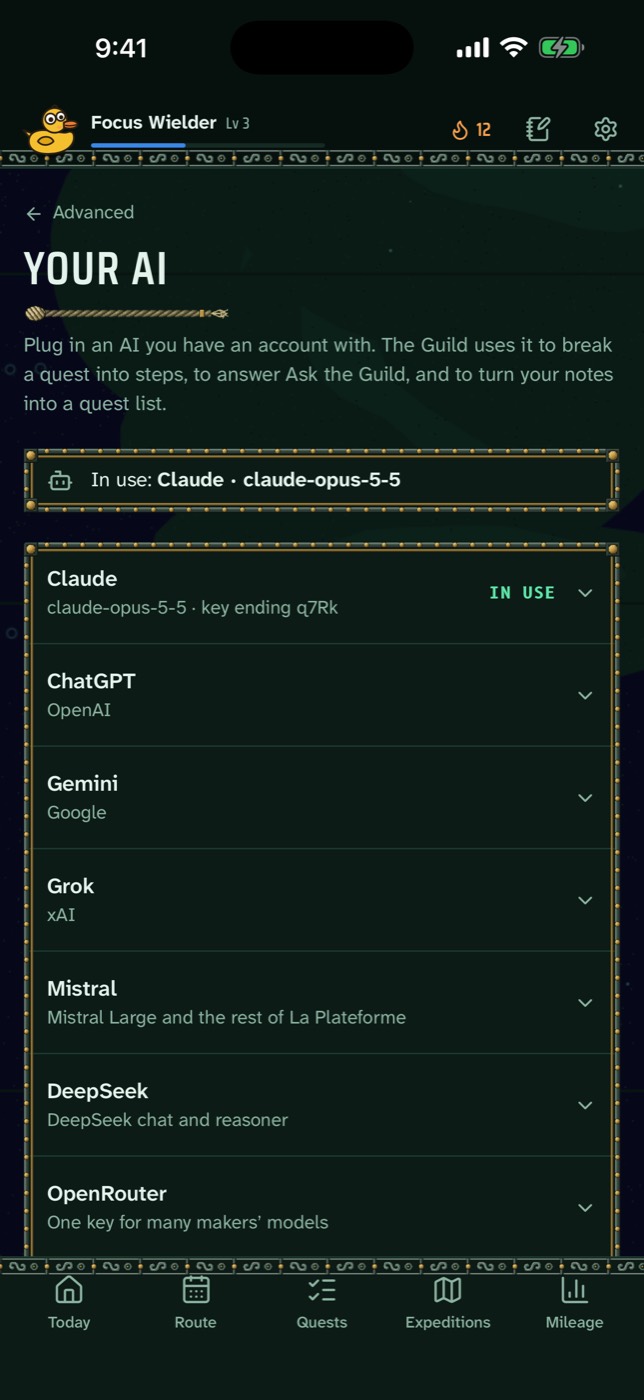 9:41
Focus Wielder Lv 3
12
Advanced
YOUR AI
Plug in an AI you have an account with. The Guild uses it to break
a quest into steps, to answer Ask the Guild, and to turn your notes
into a quest list.
In use: Claude · claude-opus-5-5
Claude
claude-opus-5-5 · key ending q7Rk
IN USE
ChatGPT
OpenAI
Gemini
Google
Grok
xAI
Mistral
Mistral Large and the rest of La Plateforme
DeepSeek
DeepSeek chat and reasoner
OpenRouter
One key for many makers’ models
Today
Route
Quests
Expeditions
Mileage